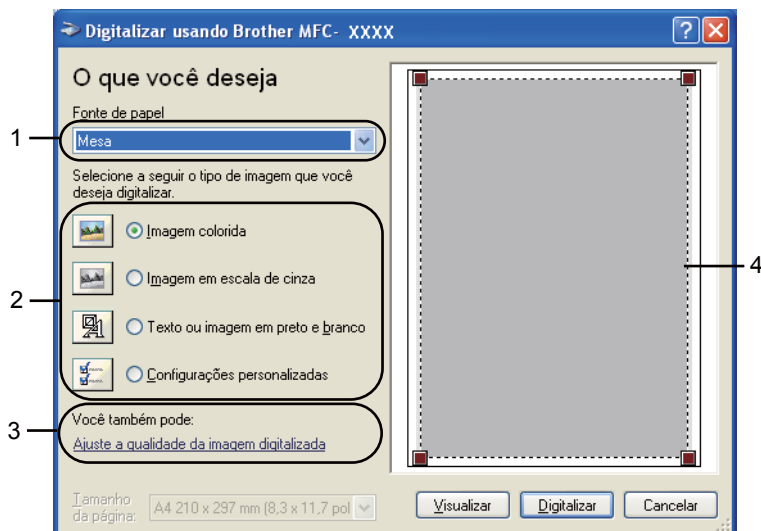 Digitalizar usando Brother MFC- XXXX
O que você deseja
Fonte de papel
1
Mesa
Selecione a seguir o tipo de imagem que você
deseja digitalizar.
Imagem colorida
Imagem em escala de cinza
2
Texto ou imagem em preto e branco
Configurações personalizadas
3
Você também pode:
Ajuste a qualidade da imagem digitalizada
4
Tamanho
da página:
A4 210 x 297 mm (8,3 x 11,7 pol
Visualizar
Digitalizar
Cancelar